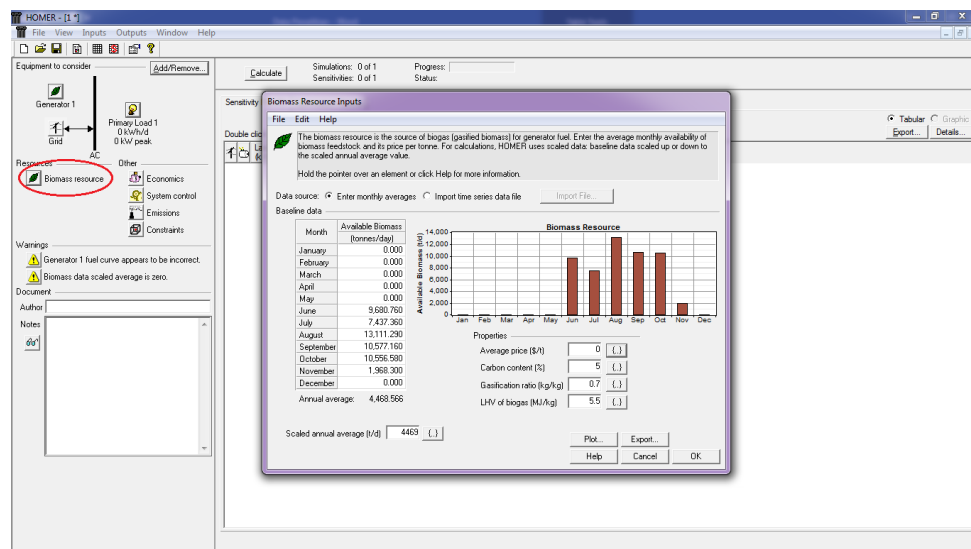 HOMER - [1 *]
File View Inputs Outputs Window Help
Equipment to consider
Add/Remove...
Calculate
Simulations: 0 of 1
Progress:
Sensitivities: 0 of 1
Status:
Generator 1
Primary Load 1
0 kWh/d
0 kW peak
Grid
AC
Resources
Other
Biomass resource
Economics
System control
Emissions
Constraints
Warnings
Generator 1 fuel curve appears to be incorrect.
Biomass data scaled average is zero.
Document
Author
Notes
Sensitivity
Double clic
Tabular
Graphic
Export...
Details...
Biomass Resource Inputs
File Edit Help
The biomass resource is the source of biogas (gasified biomass) for generator fuel. Enter the average monthly availability of
biomass feedstock and its price per tonne. For calculations, HOMER uses scaled data: baseline data scaled up or down to
the scaled annual average value.
Hold the pointer over an element or click Help for more information.
Data source: Enter monthly averages Import time series data file Import File...
Baseline data
Month Available Biomass
(tonnes/day)
January 0.000
February 0.000
March 0.000
April 0.000
May 0.000
June 9,680.760
July 7,437.360
August 13,111.290
September 10,577.160
October 10,556.580
November 1,968.300
December 0.000
Annual average: 4,468.566
Scaled annual average (t/d) 4469 {..}
Biomass Resource
Available Biomass (t/d)
14,000
12,000
10,000
8,000
6,000
4,000
2,000
0
Jan Feb Mar Apr May Jun Jul Aug Sep Oct Nov Dec
Properties
Average price ($/t) 0 {..}
Carbon content (%) 5 {..}
Gasification ratio (kg/kg) 0.7 {..}
LHV of biogas (MJ/kg) 5.5 {..}
Plot... Export...
Help Cancel OK